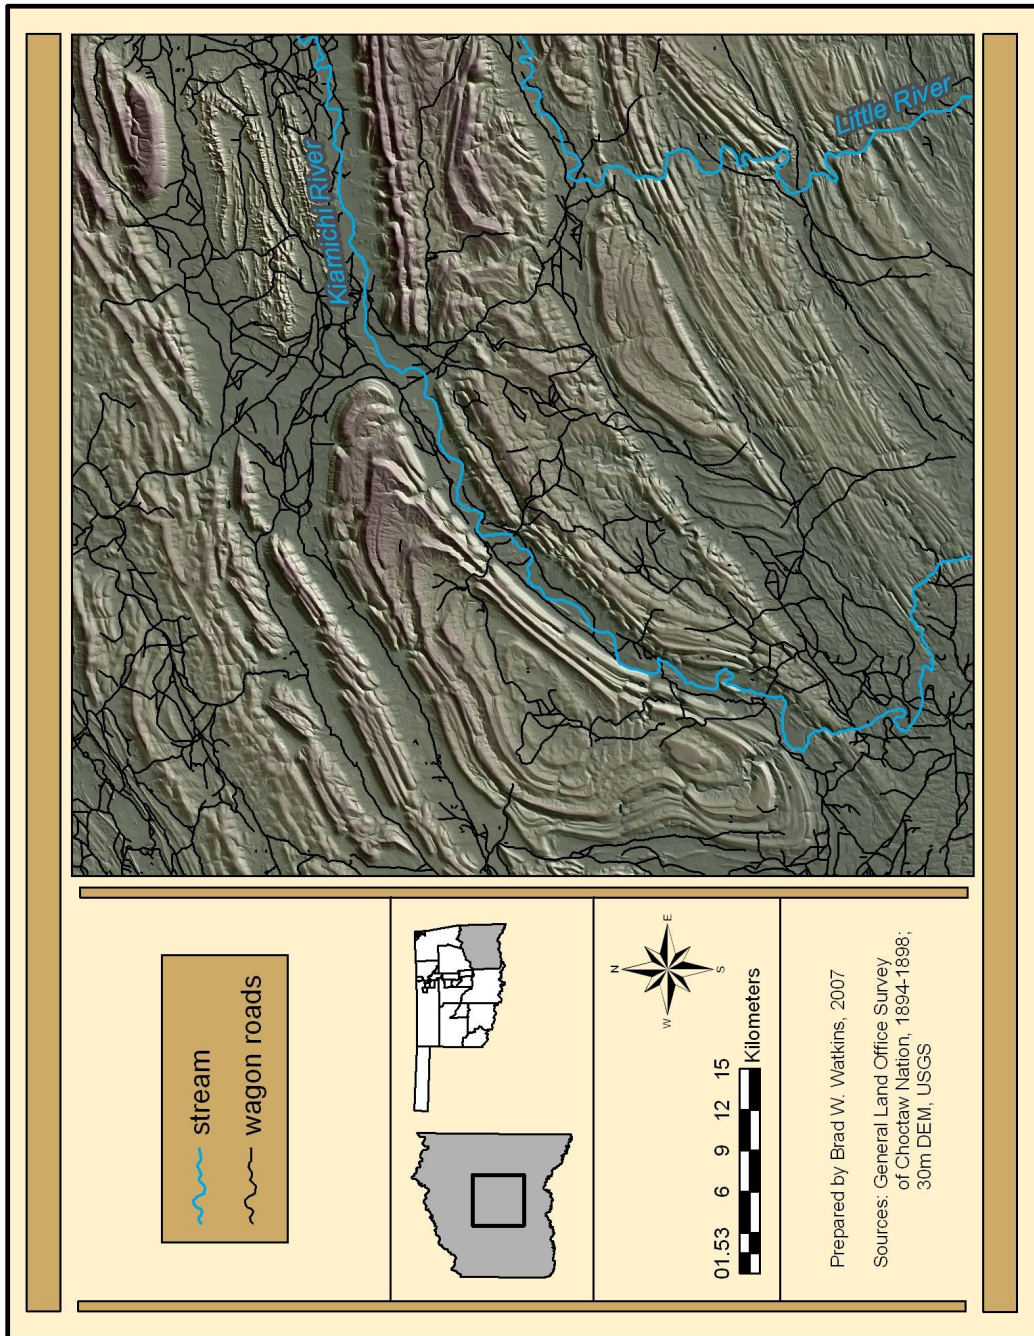 Kiamichi River
Little River
stream
wagon roads
N
E
S
W
01.53 6 9 12 15
Kilometers
Prepared by Brad W. Watkins, 2007
Sources: General Land Office Survey
of Choctaw Nation, 1894-1898;
30m DEM, USGS